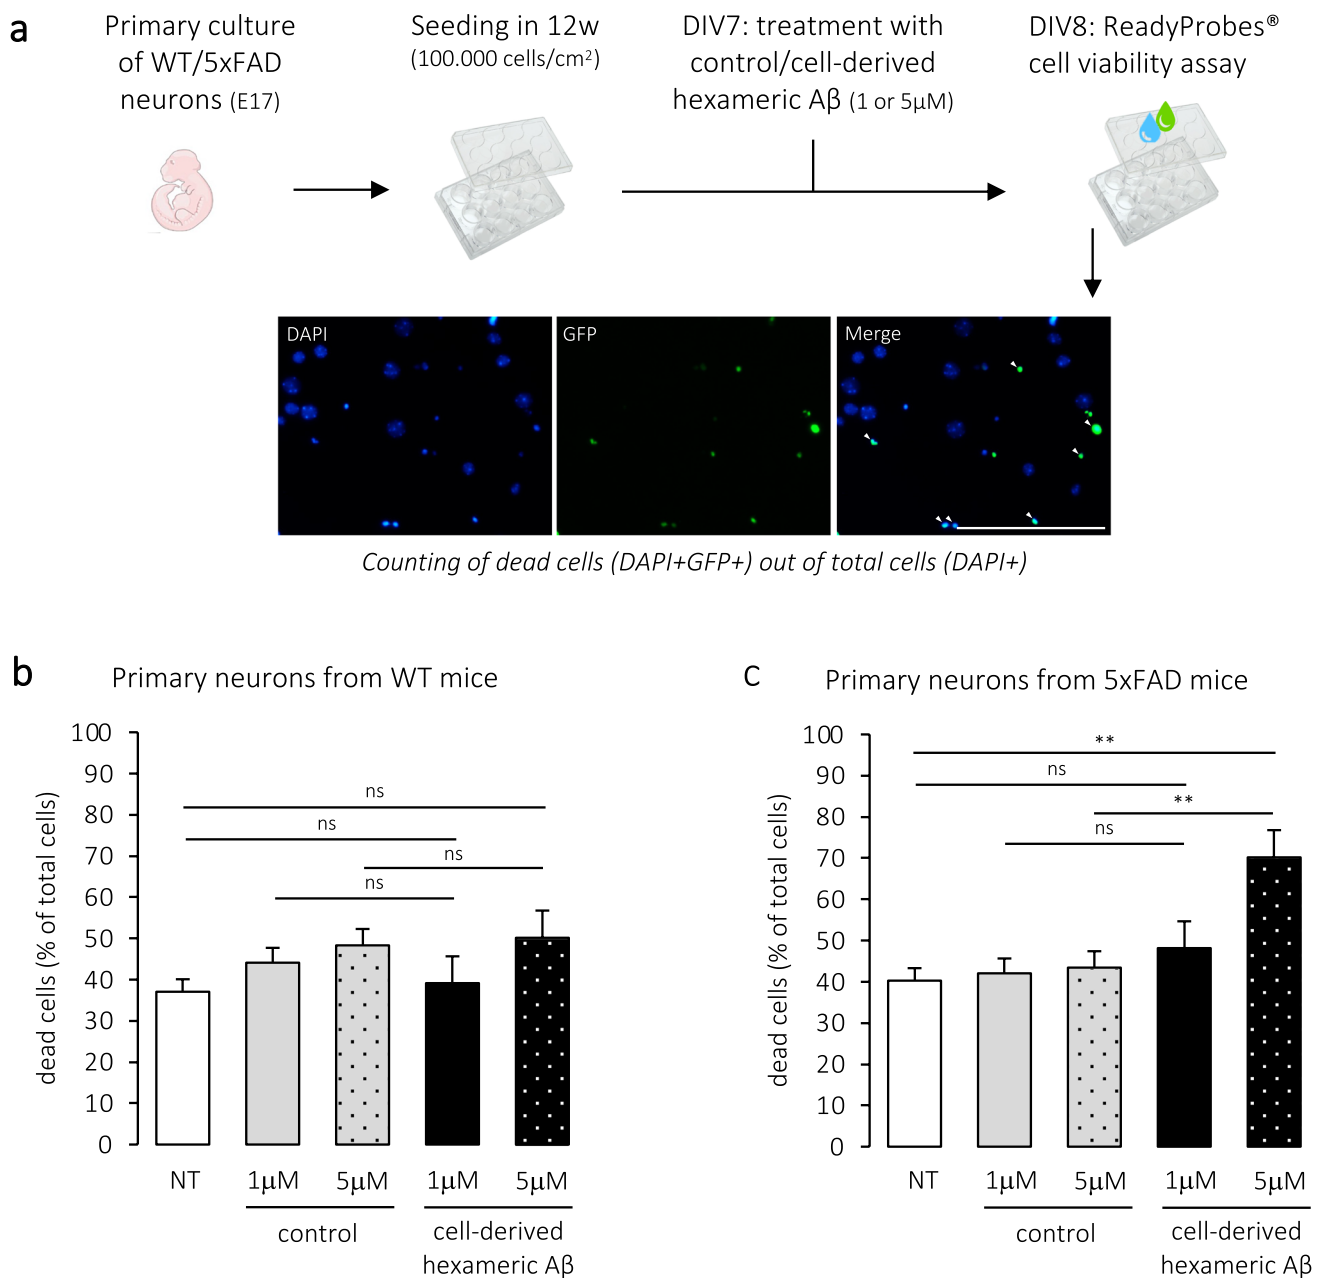 a
Primary culture
of WT/5xFAD
neurons (E17)
Seeding in 12w
(100.000 cells/cm²)
DIV7: treatment with
control/cell-derived
hexameric Aβ (1 or 5μM)
DIV8: ReadyProbes®
cell viability assay
DAPI
GFP
Merge
Counting of dead cells (DAPI+GFP+) out of total cells (DAPI+)
b
Primary neurons from WT mice
dead cells (% of total cells)
100
90
80
70
60
50
40
30
20
10
0
ns
ns
ns
ns
NT
1μM
5μM
1μM
5μM
control
cell-derived
hexameric Aβ
c
Primary neurons from 5xFAD mice
dead cells (% of total cells)
100
90
80
70
60
50
40
30
20
10
0
**
ns
**
ns
NT
1μM
5μM
1μM
5μM
control
cell-derived
hexameric Aβ